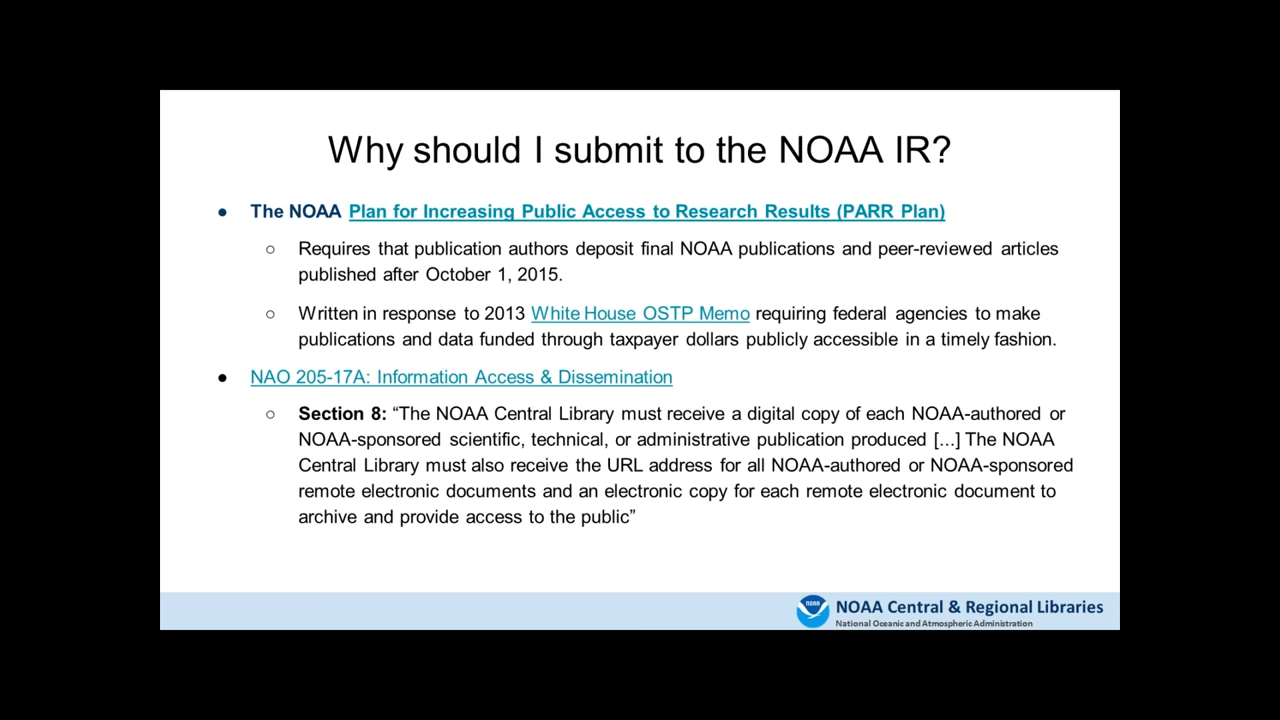 Why should I submit to the NOAA IR?
● The NOAA Plan for Increasing Public Access to Research Results (PARR Plan)
○ Requires that publication authors deposit final NOAA publications and peer-reviewed articles
published after October 1, 2015.
○ Written in response to 2013 White House OSTP Memo requiring federal agencies to make
publications and data funded through taxpayer dollars publicly accessible in a timely fashion.
● NAO 205-17A: Information Access & Dissemination
○ Section 8: “The NOAA Central Library must receive a digital copy of each NOAA-authored or
NOAA-sponsored scientific, technical, or administrative publication produced [...] The NOAA
Central Library must also receive the URL address for all NOAA-authored or NOAA-sponsored
remote electronic documents and an electronic copy for each remote electronic document to
archive and provide access to the public”
NOAA
NOAA Central & Regional Libraries
National Oceanic and Atmospheric Administration